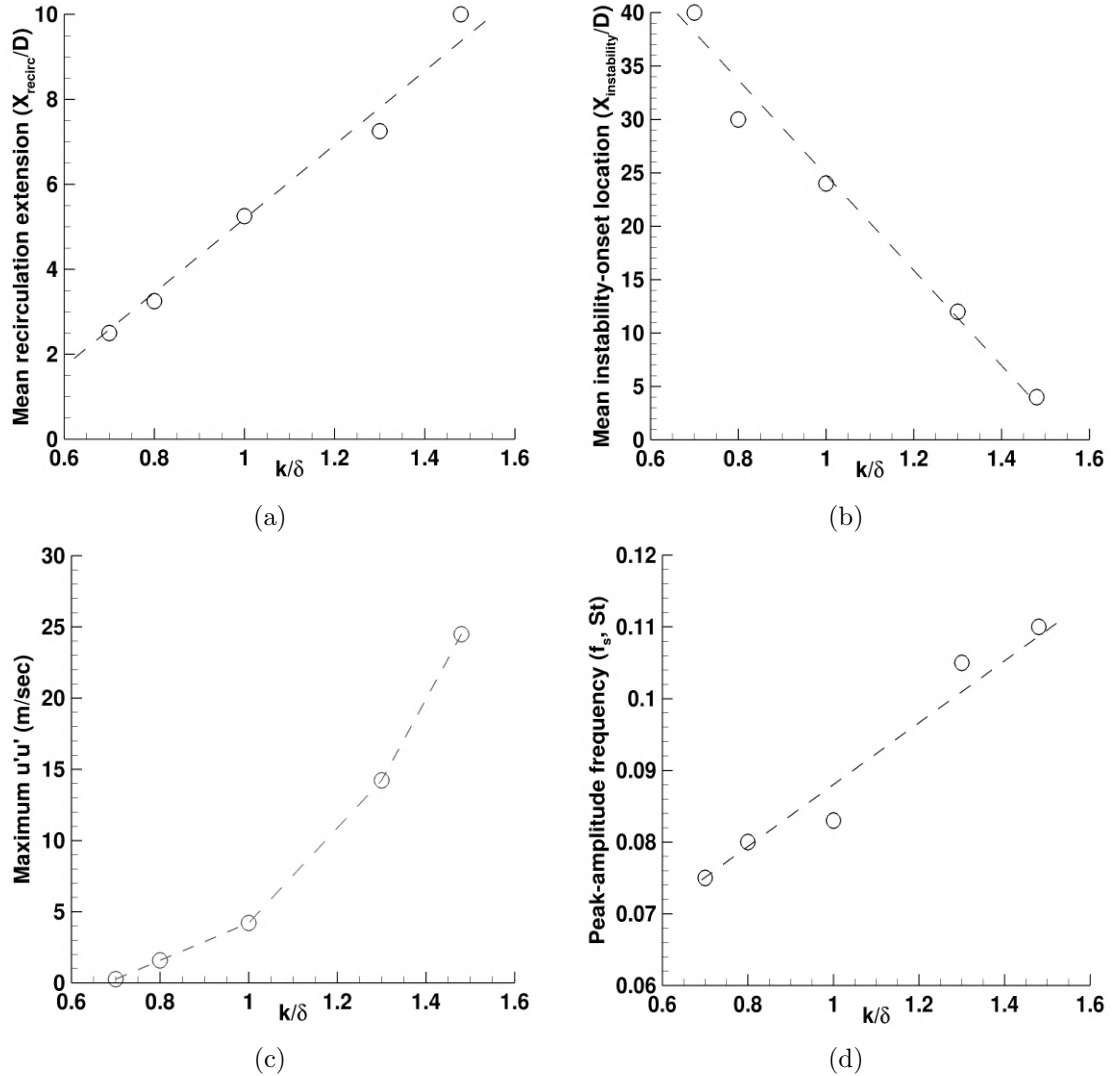 Mean recirculation extension (X_recirc/D)
10
8
6
4
2
0
0.6 0.8 1 1.2 1.4 1.6
k/δ
(a)
Mean instability-onset location (X_instability/D)
40
35
30
25
20
15
10
5
0
0.6 0.8 1 1.2 1.4 1.6
k/δ
(b)
Maximum u'u' (m/sec)
30
25
20
15
10
5
0
0.6 0.8 1 1.2 1.4 1.6
k/δ
(c)
Peak-amplitude frequency (f_s, St)
0.12
0.11
0.1
0.09
0.08
0.07
0.06
0.6 0.8 1 1.2 1.4 1.6
k/δ
(d)